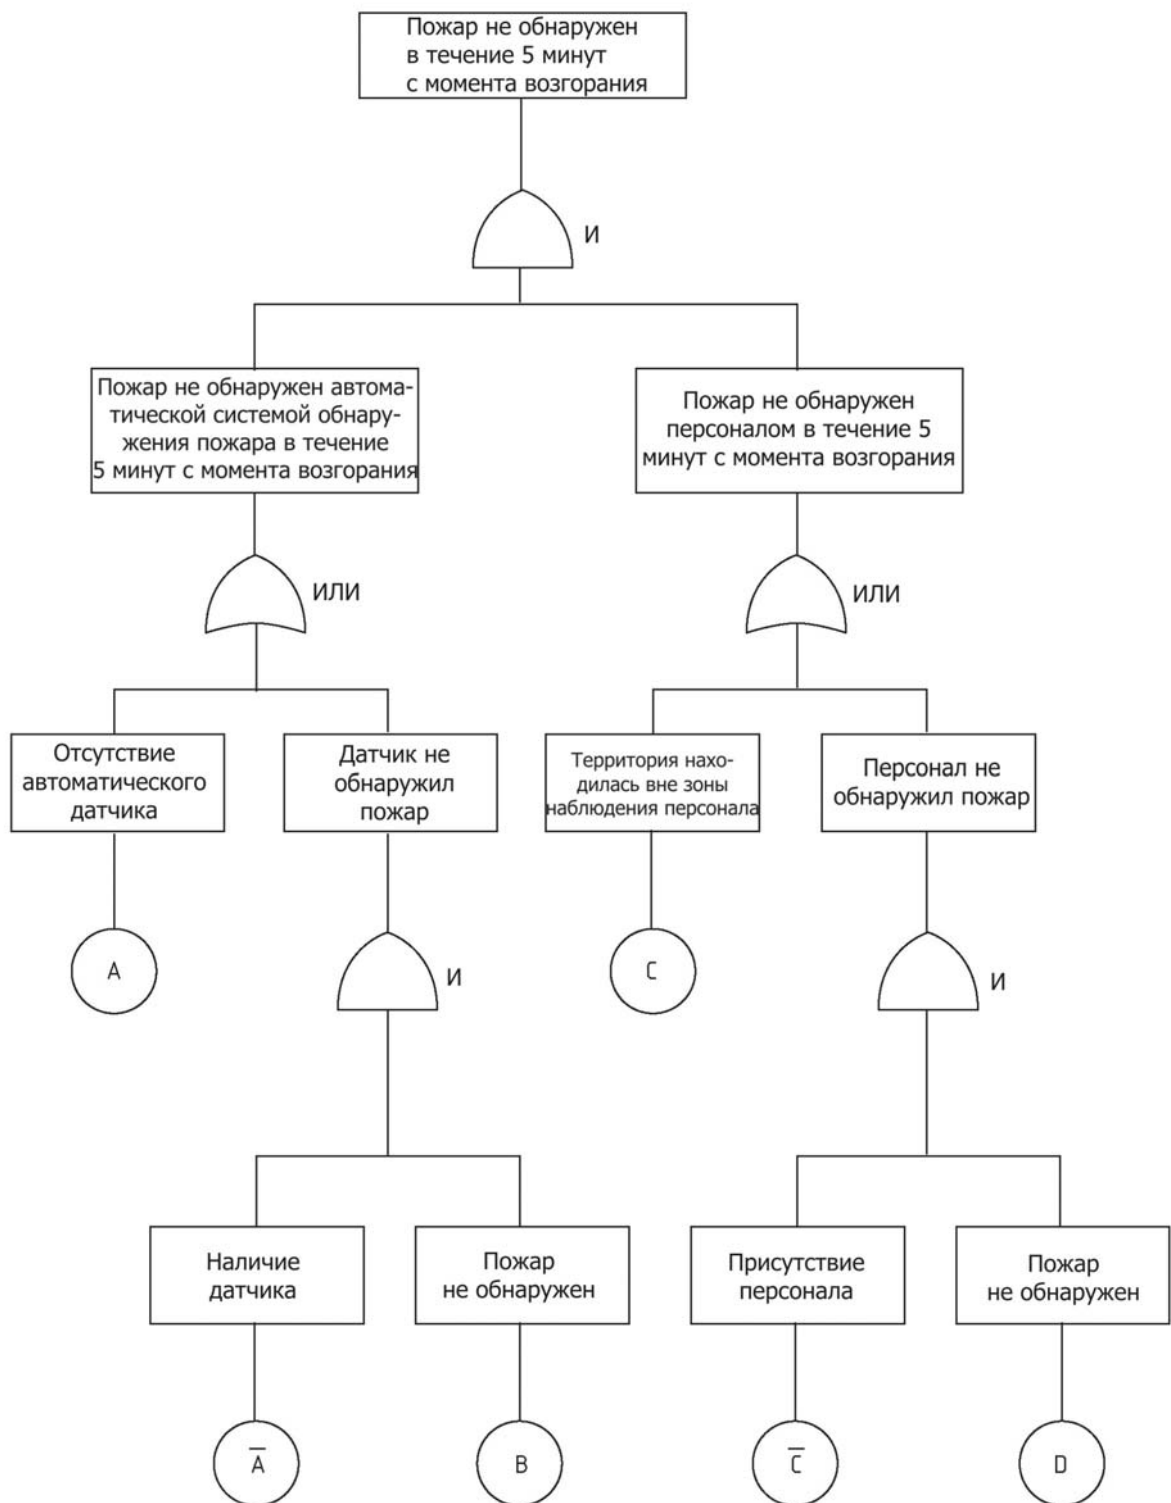 Пожар не обнаружен
в течение 5 минут
с момента возгорания
И
Пожар не обнаружен автома-
тической системой обнару-
жения пожара в течение
5 минут с момента возгорания
Пожар не обнаружен
персоналом в течение 5
минут с момента возгорания
ИЛИ
ИЛИ
Отсутствие
автоматического
датчика
Датчик не
обнаружил
пожар
Территория нахо-
дилась вне зоны
наблюдения персонала
Персонал не
обнаружил пожар
A
И
C
И
Наличие
датчика
Пожар
не обнаружен
Присутствие
персонала
Пожар
не обнаружен
A̅
B
C̅
D